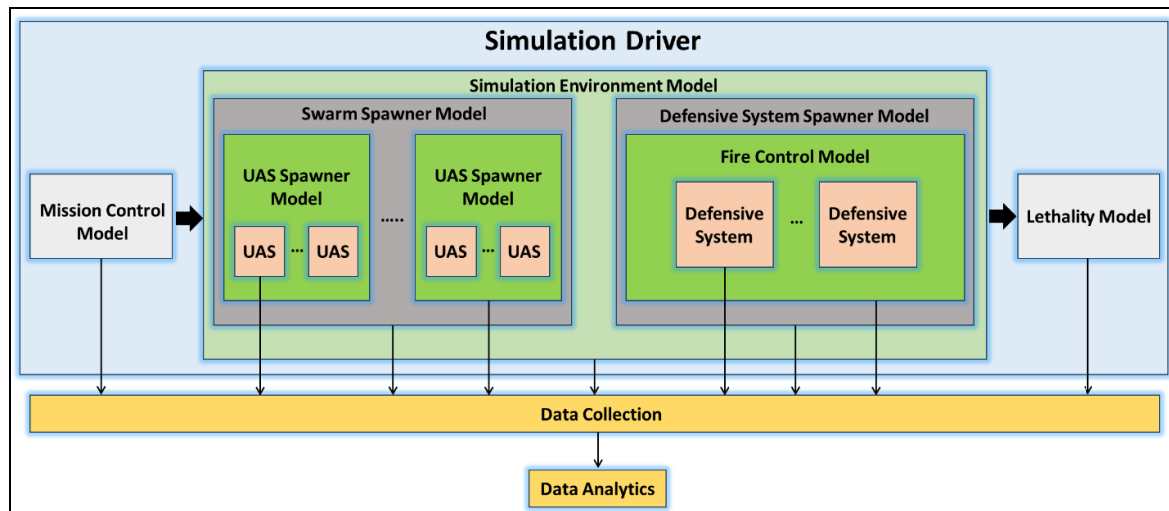 Simulation Driver
Simulation Environment Model
Swarm Spawner Model
Defensive System Spawner Model
UAS Spawner
Model
UAS
...
UAS
.....
UAS Spawner
Model
UAS
...
UAS
Fire Control Model
Defensive
System
...
Defensive
System
Mission Control
Model
Lethality Model
Data Collection
Data Analytics